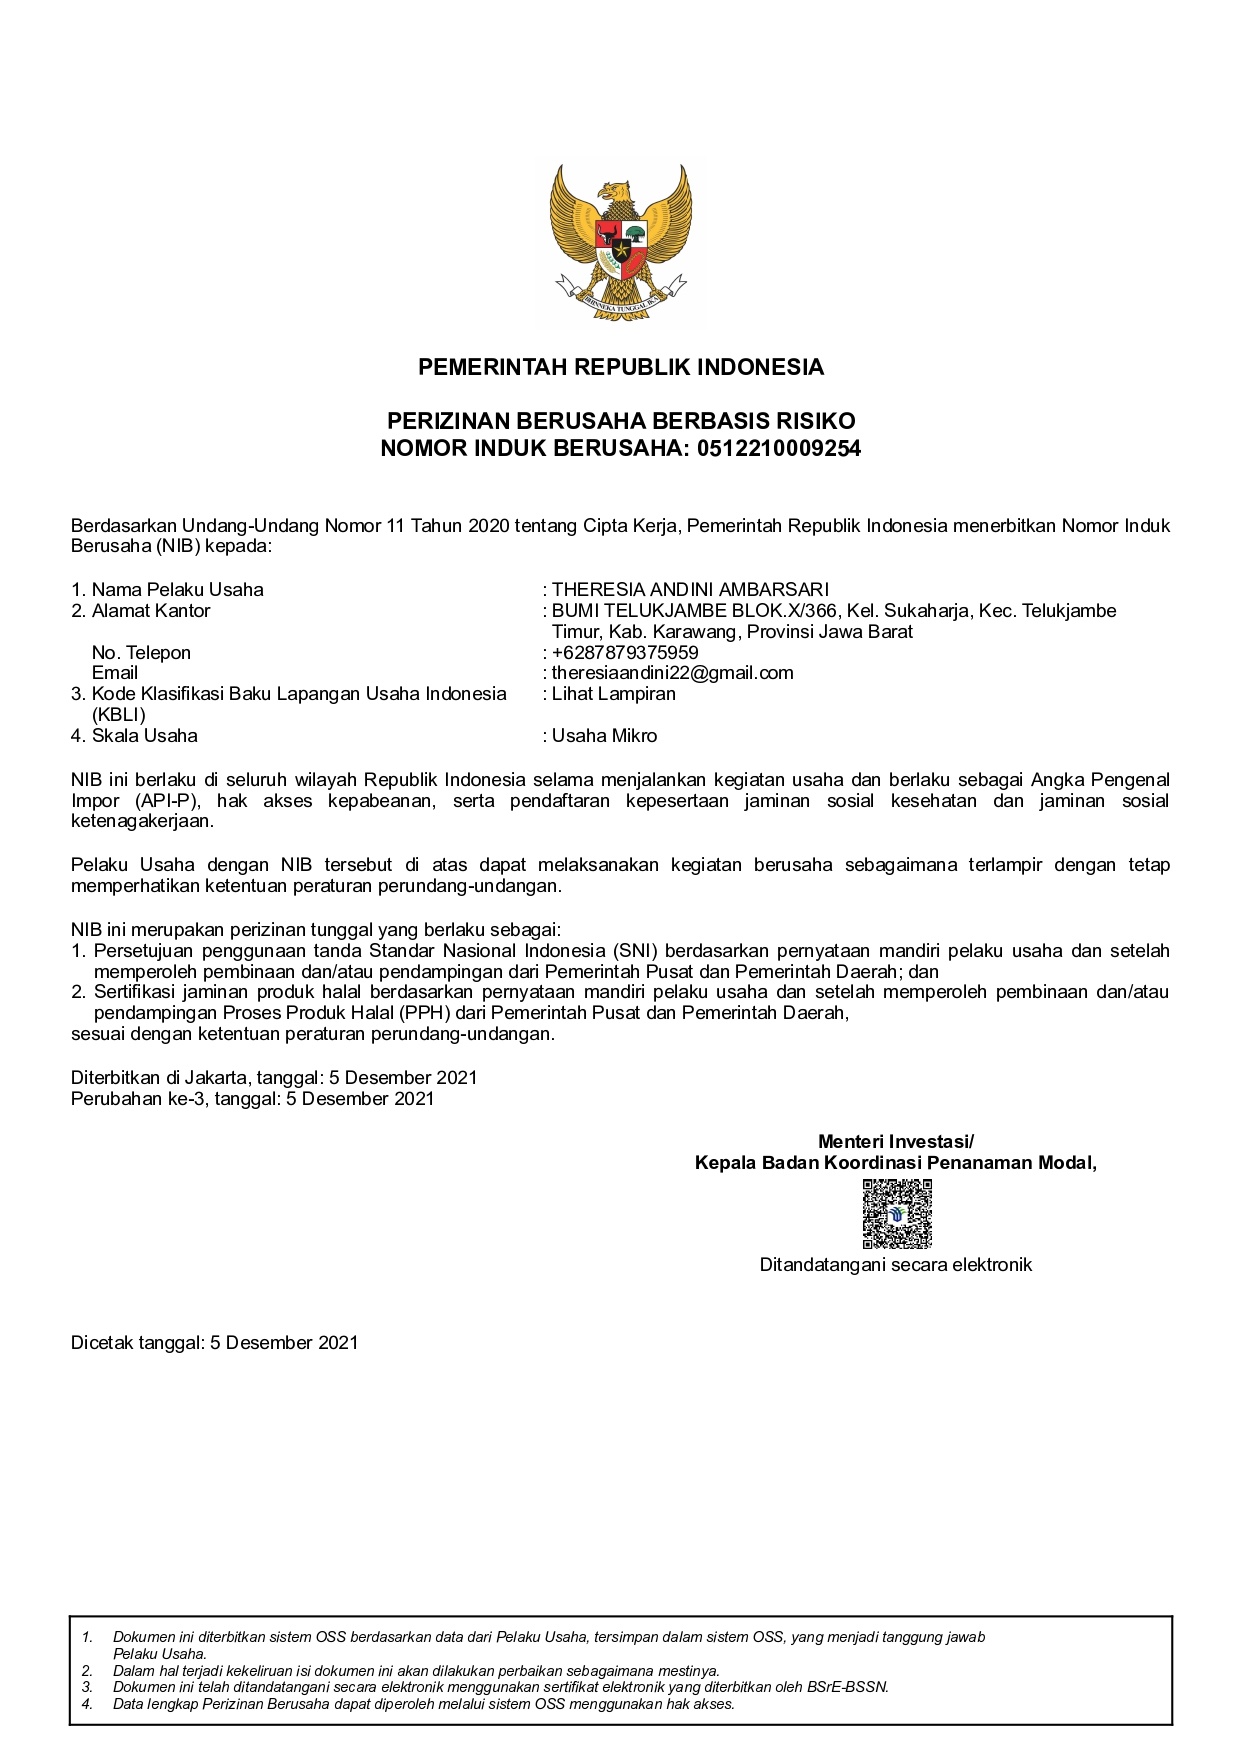 BHINNEKA TUNGGAL IKA
PEMERINTAH REPUBLIK INDONESIA
PERIZINAN BERUSAHA BERBASIS RISIKO
NOMOR INDUK BERUSAHA: 0512210009254
Berdasarkan Undang-Undang Nomor 11 Tahun 2020 tentang Cipta Kerja, Pemerintah Republik Indonesia menerbitkan Nomor Induk
Berusaha (NIB) kepada:
1. Nama Pelaku Usaha : THERESIA ANDINI AMBARSARI
2. Alamat Kantor : BUMI TELUKJAMBE BLOK.X/366, Kel. Sukaharja, Kec. Telukjambe
Timur, Kab. Karawang, Provinsi Jawa Barat
No. Telepon : +6287879375959
Email : theresiaandini22@gmail.com
3. Kode Klasifikasi Baku Lapangan Usaha Indonesia : Lihat Lampiran
(KBLI)
4. Skala Usaha : Usaha Mikro
NIB ini berlaku di seluruh wilayah Republik Indonesia selama menjalankan kegiatan usaha dan berlaku sebagai Angka Pengenal
Impor (API-P), hak akses kepabeanan, serta pendaftaran kepesertaan jaminan sosial kesehatan dan jaminan sosial
ketenagakerjaan.
Pelaku Usaha dengan NIB tersebut di atas dapat melaksanakan kegiatan berusaha sebagaimana terlampir dengan tetap
memperhatikan ketentuan peraturan perundang-undangan.
NIB ini merupakan perizinan tunggal yang berlaku sebagai:
1. Persetujuan penggunaan tanda Standar Nasional Indonesia (SNI) berdasarkan pernyataan mandiri pelaku usaha dan setelah
memperoleh pembinaan dan/atau pendampingan dari Pemerintah Pusat dan Pemerintah Daerah; dan
2. Sertifikasi jaminan produk halal berdasarkan pernyataan mandiri pelaku usaha dan setelah memperoleh pembinaan dan/atau
pendampingan Proses Produk Halal (PPH) dari Pemerintah Pusat dan Pemerintah Daerah,
sesuai dengan ketentuan peraturan perundang-undangan.
Diterbitkan di Jakarta, tanggal: 5 Desember 2021
Perubahan ke-3, tanggal: 5 Desember 2021
Menteri Investasi/
Kepala Badan Koordinasi Penanaman Modal,
Ditandatangani secara elektronik
Dicetak tanggal: 5 Desember 2021
1. Dokumen ini diterbitkan sistem OSS berdasarkan data dari Pelaku Usaha, tersimpan dalam sistem OSS, yang menjadi tanggung jawab
Pelaku Usaha.
2. Dalam hal terjadi kekeliruan isi dokumen ini akan dilakukan perbaikan sebagaimana mestinya.
3. Dokumen ini telah ditandatangani secara elektronik menggunakan sertifikat elektronik yang diterbitkan oleh BSrE-BSSN.
4. Data lengkap Perizinan Berusaha dapat diperoleh melalui sistem OSS menggunakan hak akses.